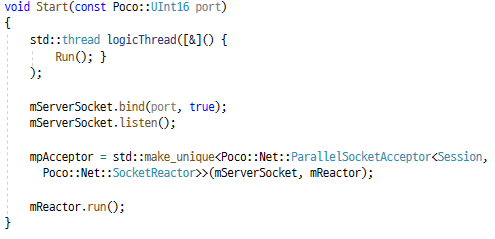 void Start(const Poco::UInt16 port)
{
    std::thread logicThread([&]() {
        Run(); }
    );

    mServerSocket.bind(port, true);
    mServerSocket.listen();

    mpAcceptor = std::make_unique<Poco::Net::ParallelSocketAcceptor<Session,
      Poco::Net::SocketReactor>>(mServerSocket, mReactor);

    mReactor.run();
}